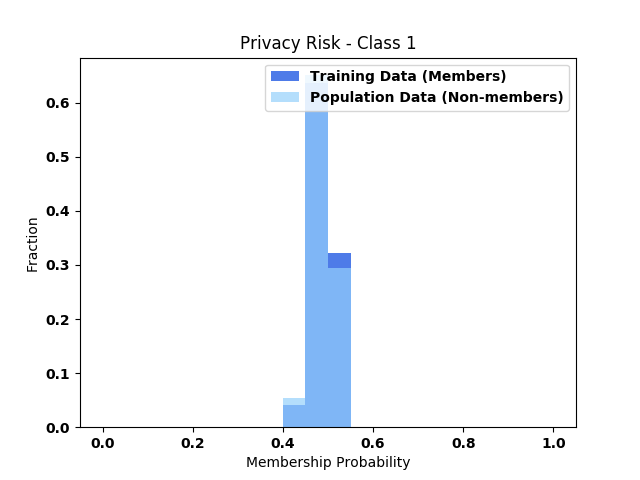 Privacy Risk - Class 1
Training Data (Members)
Population Data (Non-members)
0.6
0.5
0.4
0.3
0.2
0.1
0.0
Fraction
0.0 0.2 0.4 0.6 0.8 1.0
Membership Probability